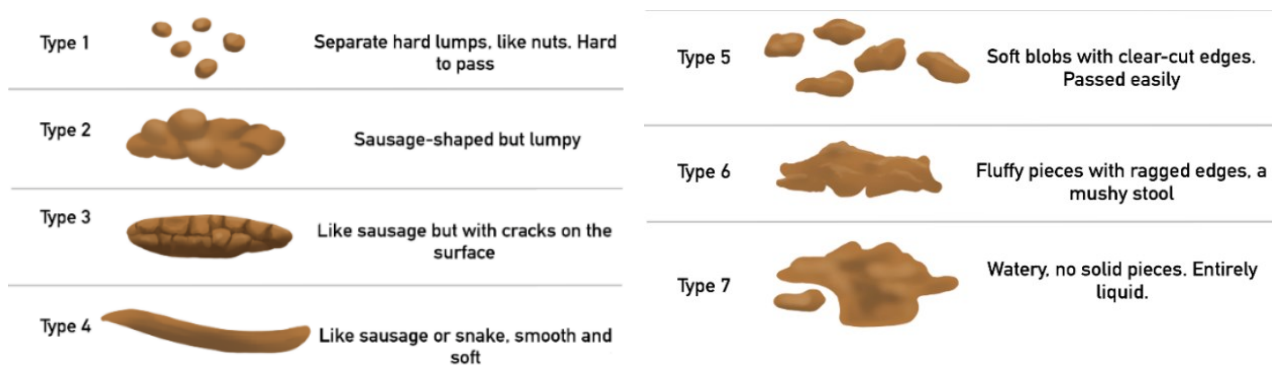 Type 1
Separate hard lumps, like nuts. Hard
to pass
Type 2
Sausage-shaped but lumpy
Type 3
Like sausage but with cracks on the
surface
Type 4
Like sausage or snake, smooth and
soft
Type 5
Soft blobs with clear-cut edges.
Passed easily
Type 6
Fluffy pieces with ragged edges, a
mushy stool
Type 7
Watery, no solid pieces. Entirely
liquid.